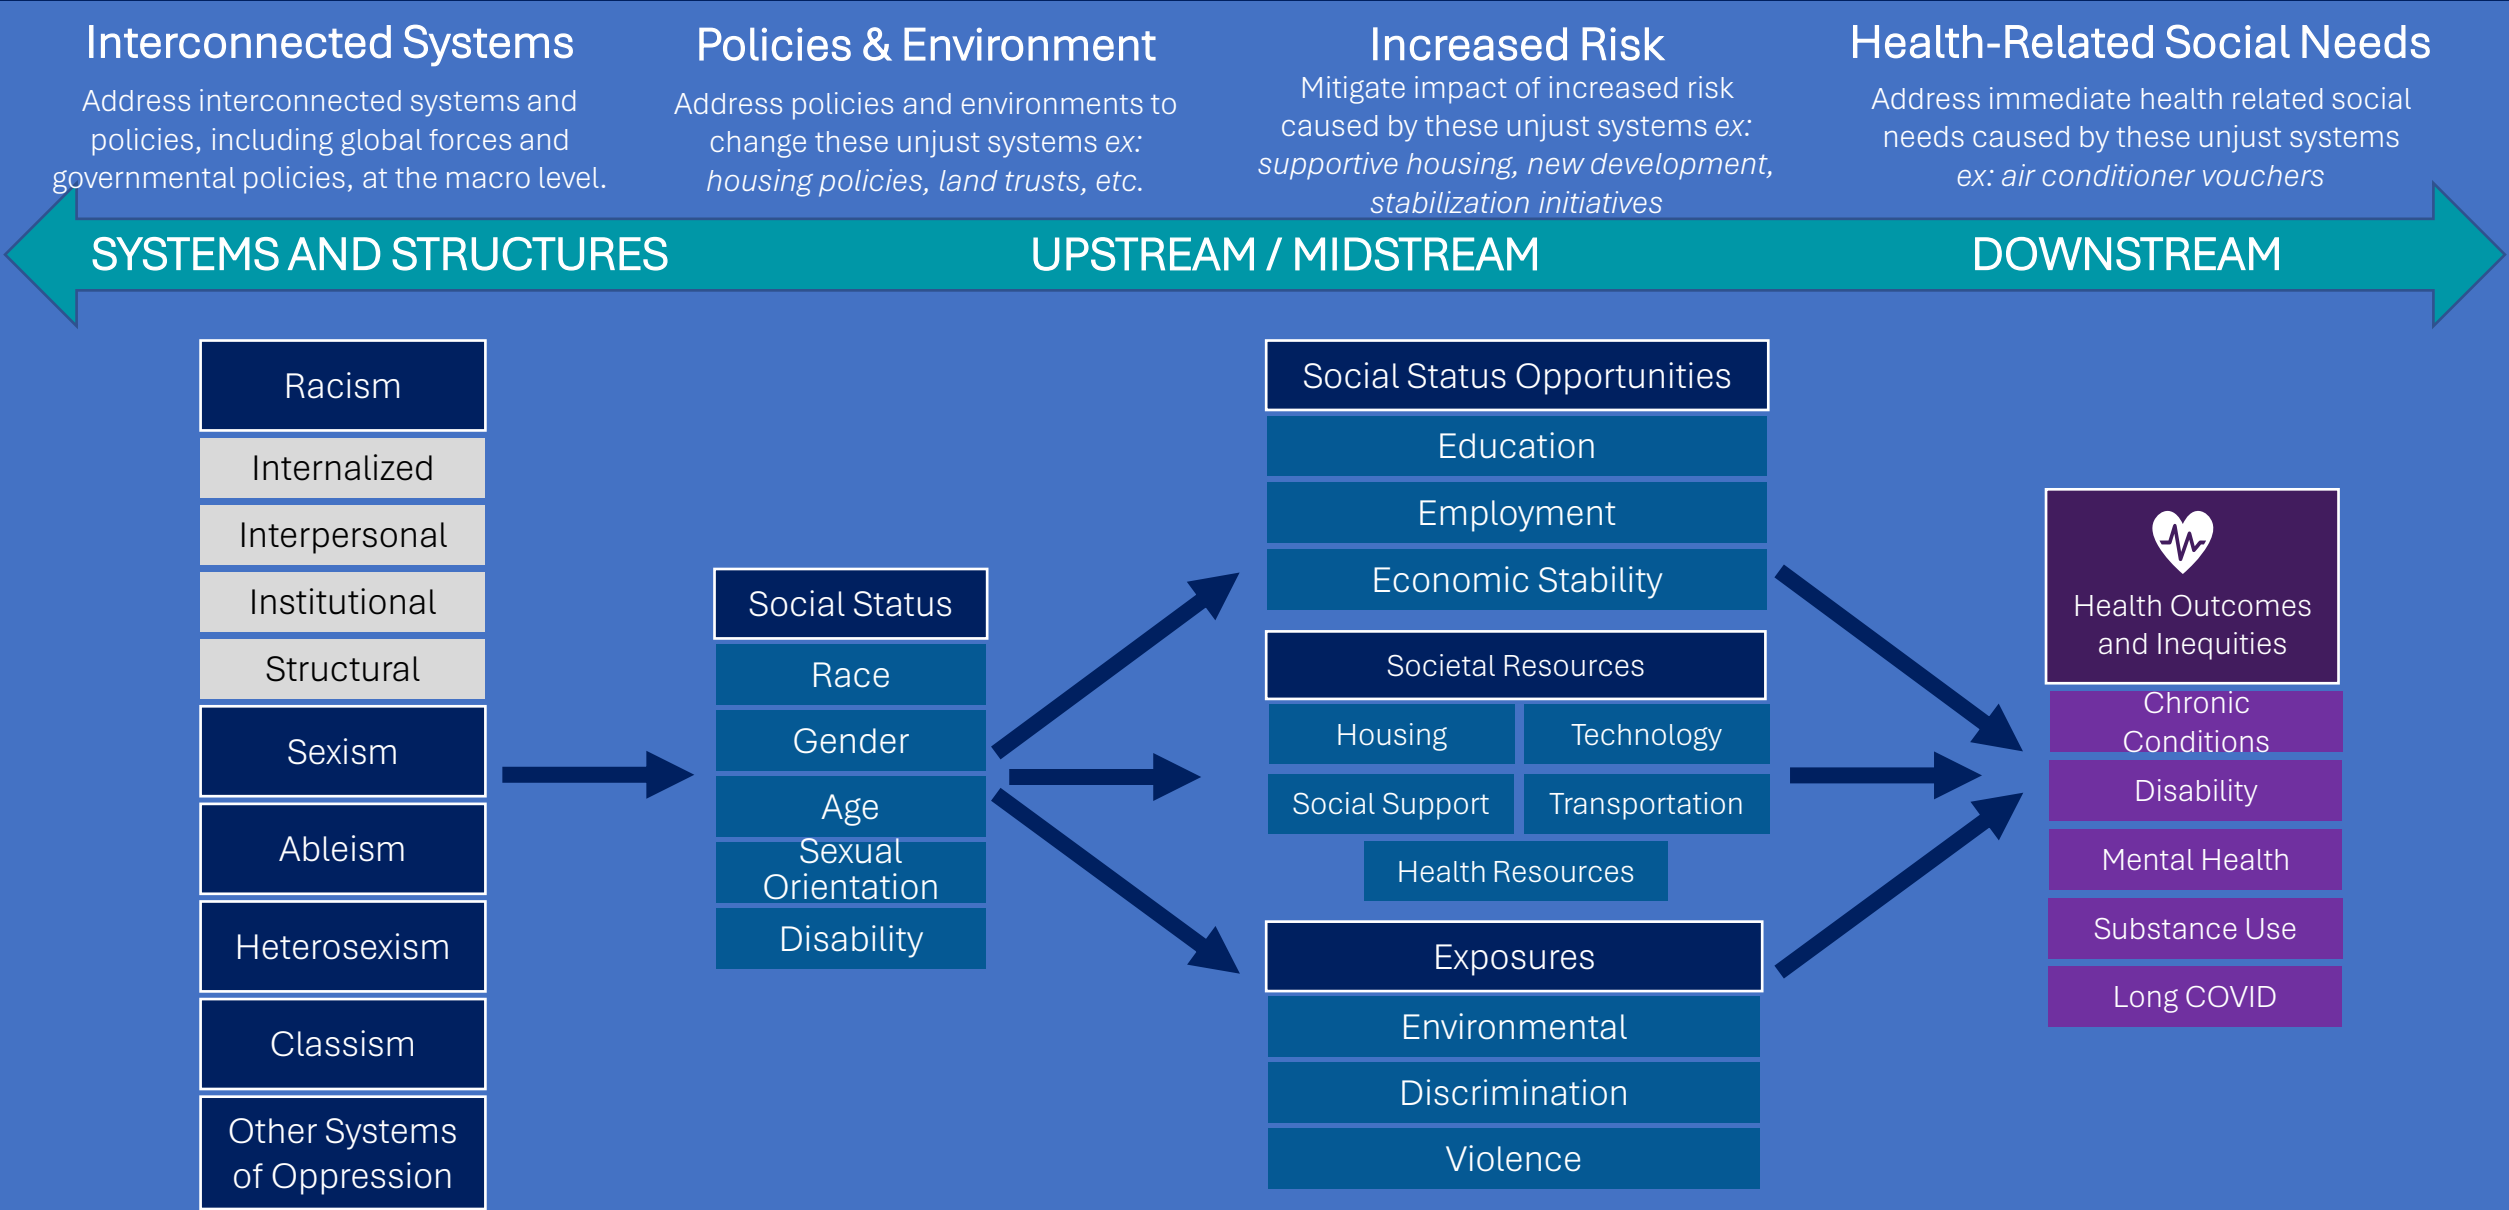 Interconnected Systems
Address interconnected systems and
policies, including global forces and
governmental policies, at the macro level.
Policies & Environment
Address policies and environments to
change these unjust systems ex:
housing policies, land trusts, etc.
Increased Risk
Mitigate impact of increased risk
caused by these unjust systems ex:
supportive housing, new development,
stabilization initiatives
Health-Related Social Needs
Address immediate health related social
needs caused by these unjust systems
ex: air conditioner vouchers
SYSTEMS AND STRUCTURES
UPSTREAM / MIDSTREAM
DOWNSTREAM
Racism
Internalized
Interpersonal
Institutional
Structural
Sexism
Ableism
Heterosexism
Classism
Other Systems
of Oppression
Social Status
Race
Gender
Age
Sexual
Orientation
Disability
Social Status Opportunities
Education
Employment
Economic Stability
Societal Resources
Housing
Technology
Social Support
Transportation
Health Resources
Exposures
Environmental
Discrimination
Violence
Health Outcomes
and Inequities
Chronic
Conditions
Disability
Mental Health
Substance Use
Long COVID